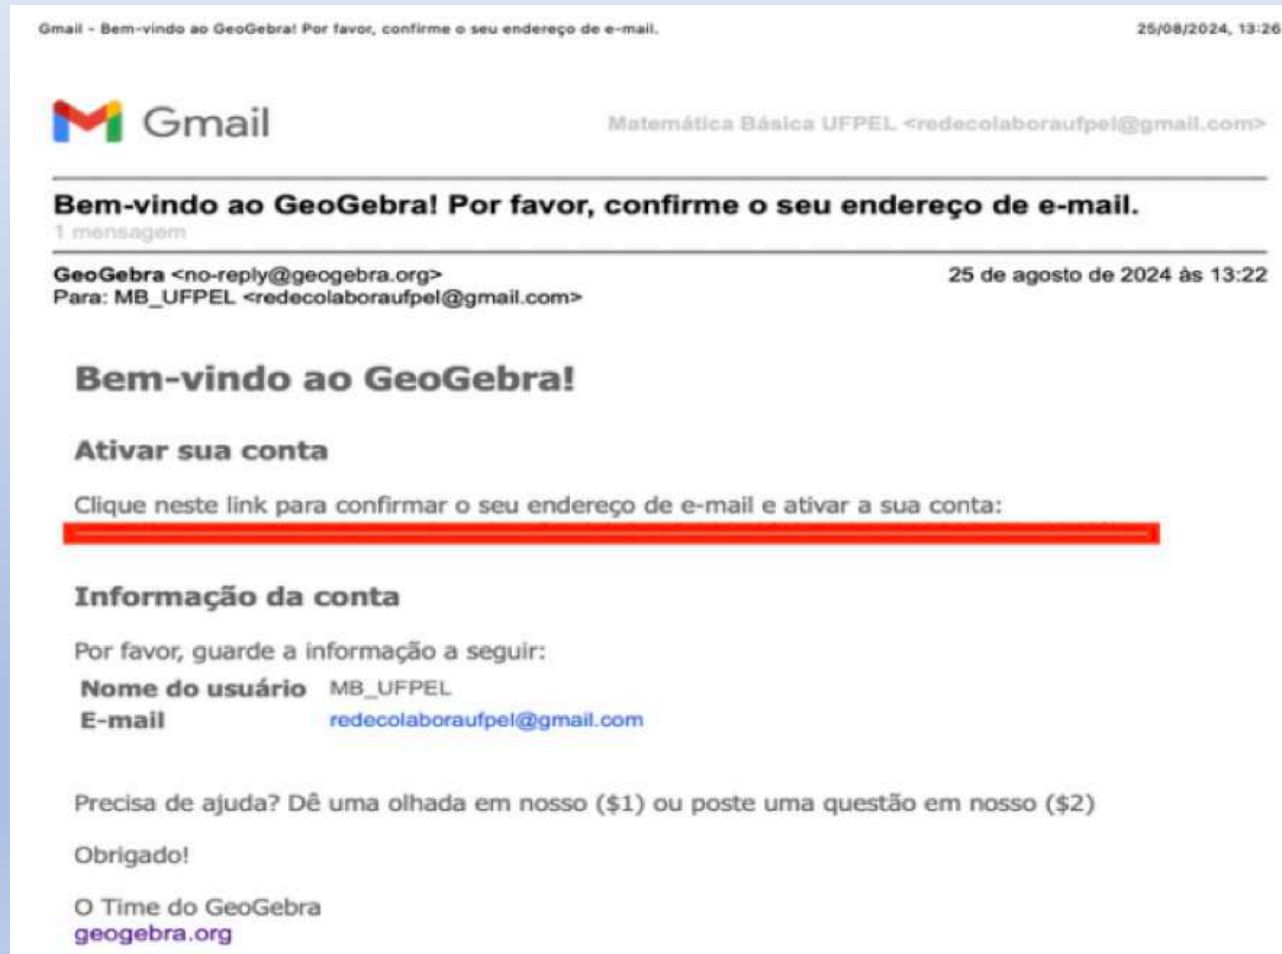 Gmail - Bem-vindo ao GeoGebra! Por favor, confirme o seu endereço de e-mail. 25/08/2024, 13:26
Gmail Matemática Básica UFPEL <redecolaboraufpel@gmail.com>
Bem-vindo ao GeoGebra! Por favor, confirme o seu endereço de e-mail.
1 mensagem
GeoGebra <no-reply@geogebra.org> 25 de agosto de 2024 às 13:22
Para: MB_UFPEL <redecolaboraufpel@gmail.com>
Bem-vindo ao GeoGebra!
Ativar sua conta
Clique neste link para confirmar o seu endereço de e-mail e ativar a sua conta:
Informação da conta
Por favor, guarde a informação a seguir:
Nome do usuário MB_UFPEL
E-mail redecolaboraufpel@gmail.com
Precisa de ajuda? Dê uma olhada em nosso ($1) ou poste uma questão em nosso ($2)
Obrigado!
O Time do GeoGebra
geogebra.org